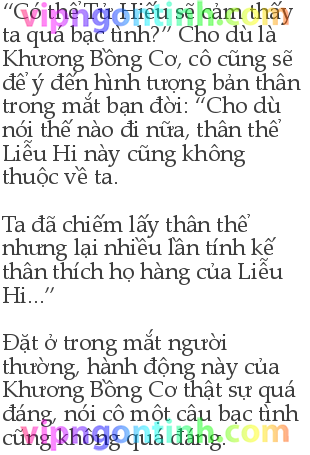 “Có thể Tử Hiếu sẽ cảm thấy
vipngontinh.com
ta quá bạc tình?” Cho dù là
Khương Bồng Cơ, cô cũng sẽ
để ý đến hình tượng bản thân
trong mắt bạn đời: “Cho dù
nói thế nào đi nữa, thân thể
Liễu Hi này cũng không
thuộc về ta.
Ta đã chiếm lấy thân thể
nhưng lại nhiều lần tính kế
thân thích họ hàng của Liễu
Hi...”
Đặt ở trong mắt người
thường, hành động này của
Khương Bồng Cơ thật sự quá
đáng, nói cô một câu bạc tình
cũng không quá đáng.
vipngontinh.com